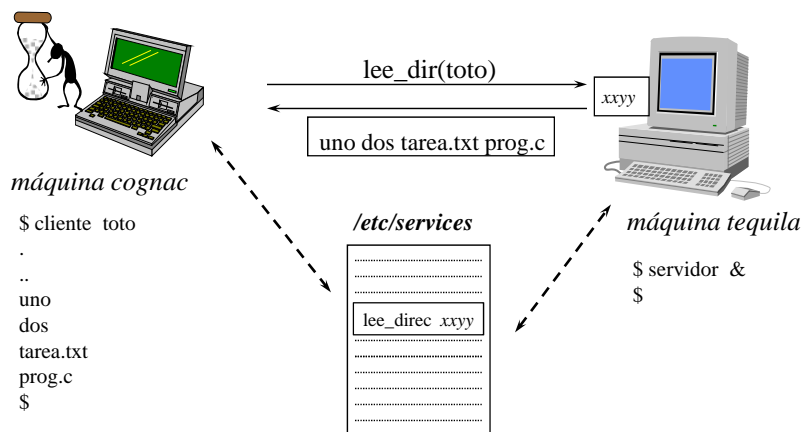 lee_dir(toto)
xxyy
uno dos tarea.txt prog.c
máquina cognac
$ cliente toto
.
..
uno
dos
tarea.txt
prog.c
$
/etc/services
lee_direc xxyy
máquina tequila
$ servidor &
$